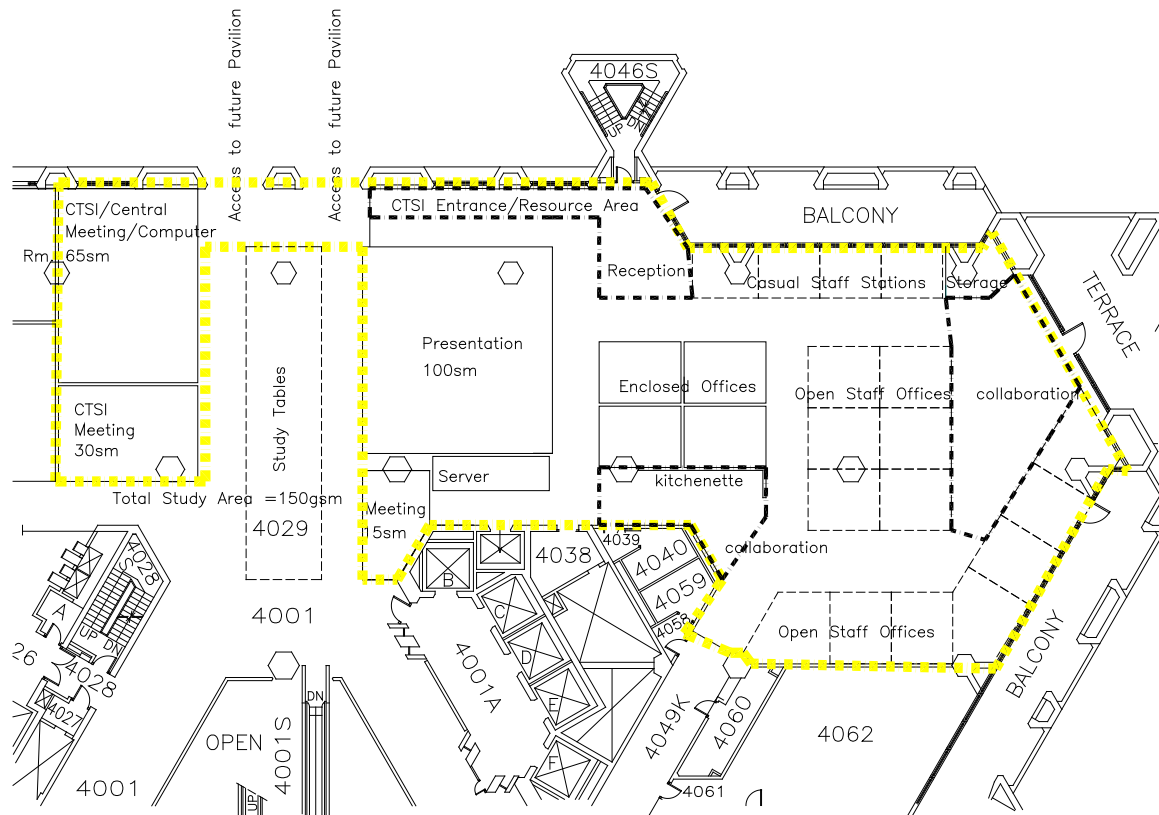 Access to future Pavilion
Access to future Pavilion
4046S
UP
DN
CTSI/Central
Meeting/Computer
Rm. 65sm
CTSI Entrance/Resource Area
BALCONY
Reception
Casual Staff Stations
Storage
TERRACE
Presentation
100sm
Enclosed Offices
Open Staff Offices
collaboration
CTSI
Meeting
30sm
Study Tables
Server
kitchenette
Total Study Area =150gsm
Meeting
5sm
4029
4038
4039
4040
collaboration
4028
S
4059
A
B
C
4058
UP
DN
4001
Open Staff Offices
26
4028
D
4001A
BALCONY
4027
E
DN
OPEN
4001S
4049K
4060
4062
F
4001
UP
4061